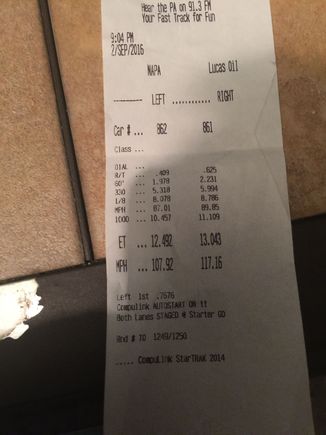 Hear the PA on 91.3 FM
Your Fast Track for Fun
9:04 PM
2/SEP/2016
NAPA Lucas Oil
-------- LEFT ............ RIGHT
Car # ... 862 861
Class ...
DIAL ...
R/T ... .409 .625
60' ... 1.978 2.231
330 ... 5.318 5.994
1/8 ... 8.078 8.786
MPH ... 87.01 89.85
1000 ... 10.457 11.109
ET ... 12.492 13.043
MPH ... 107.92 117.16
Left 1st .7676
Compulink AUTOSTART ON tt
Both Lanes STAGED @ Starter GO
Rnd # TO 1249/1250
..... CompuLink StarTRAK 2014